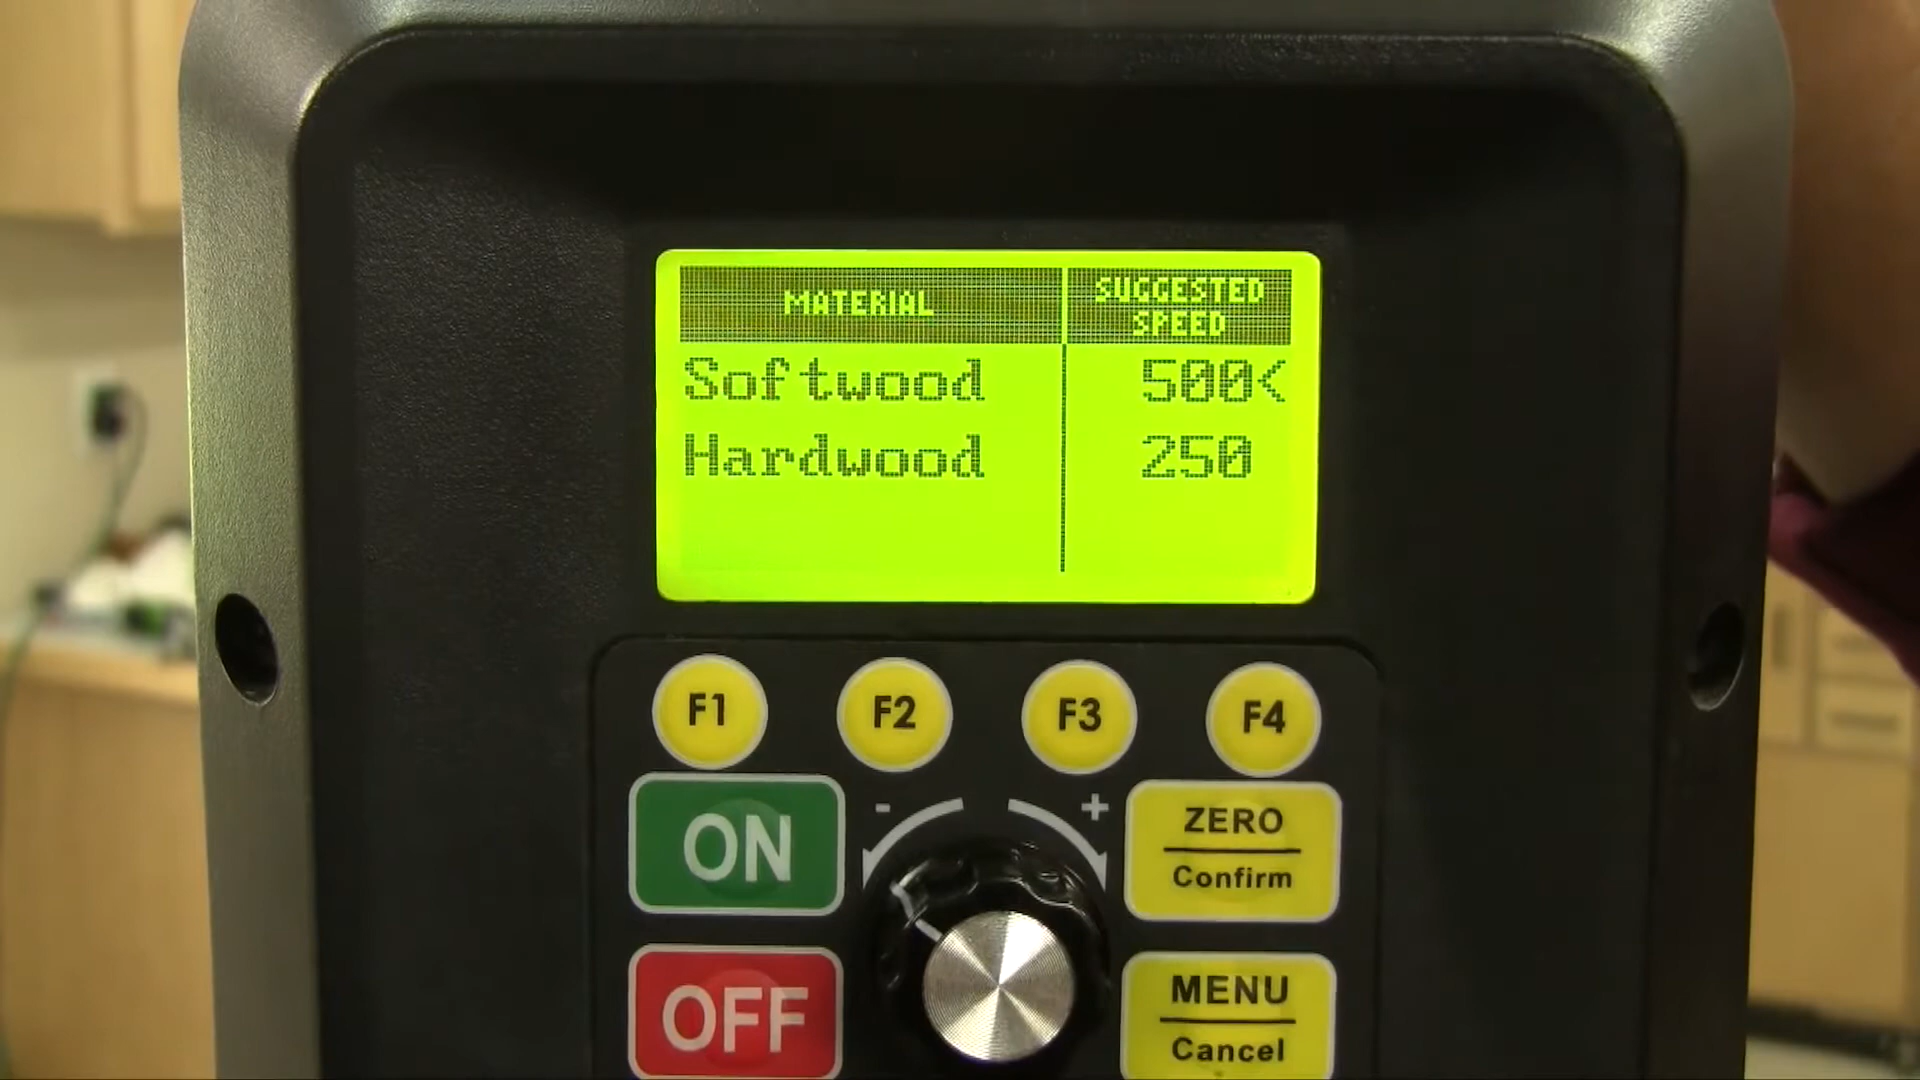 MATERIAL SUGGESTED SPEED
Softwood 500<
Hardwood 250
F1 F2 F3 F4
- +
ON
ZERO
Confirm
OFF
MENU
Cancel